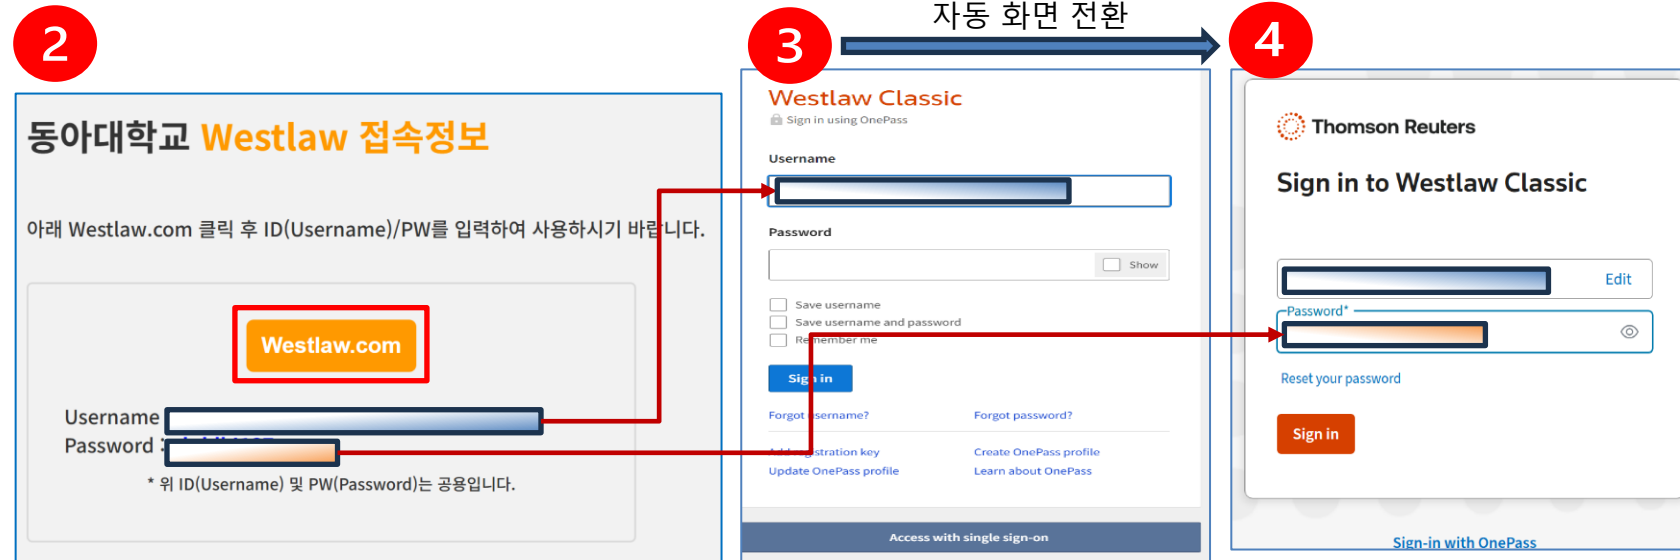 자동 화면 전환
2
3
4
동아대학교 Westlaw 접속정보
아래 Westlaw.com 클릭 후 ID(Username)/PW를 입력하여 사용하시기 바랍니다.
Westlaw.com
Username
Password :
* 위 ID(Username) 및 PW(Password)는 공용입니다.
Westlaw Classic
Sign in using OnePass
Username
Password
Show
Save username
Save username and password
Remember me
Sign in
Forgot username? Forgot password?
Add registration key Create OnePass profile
Update OnePass profile Learn about OnePass
Access with single sign-on
Thomson Reuters
Sign in to Westlaw Classic
Edit
Password*
Reset your password
Sign in
Sign-in with OnePass